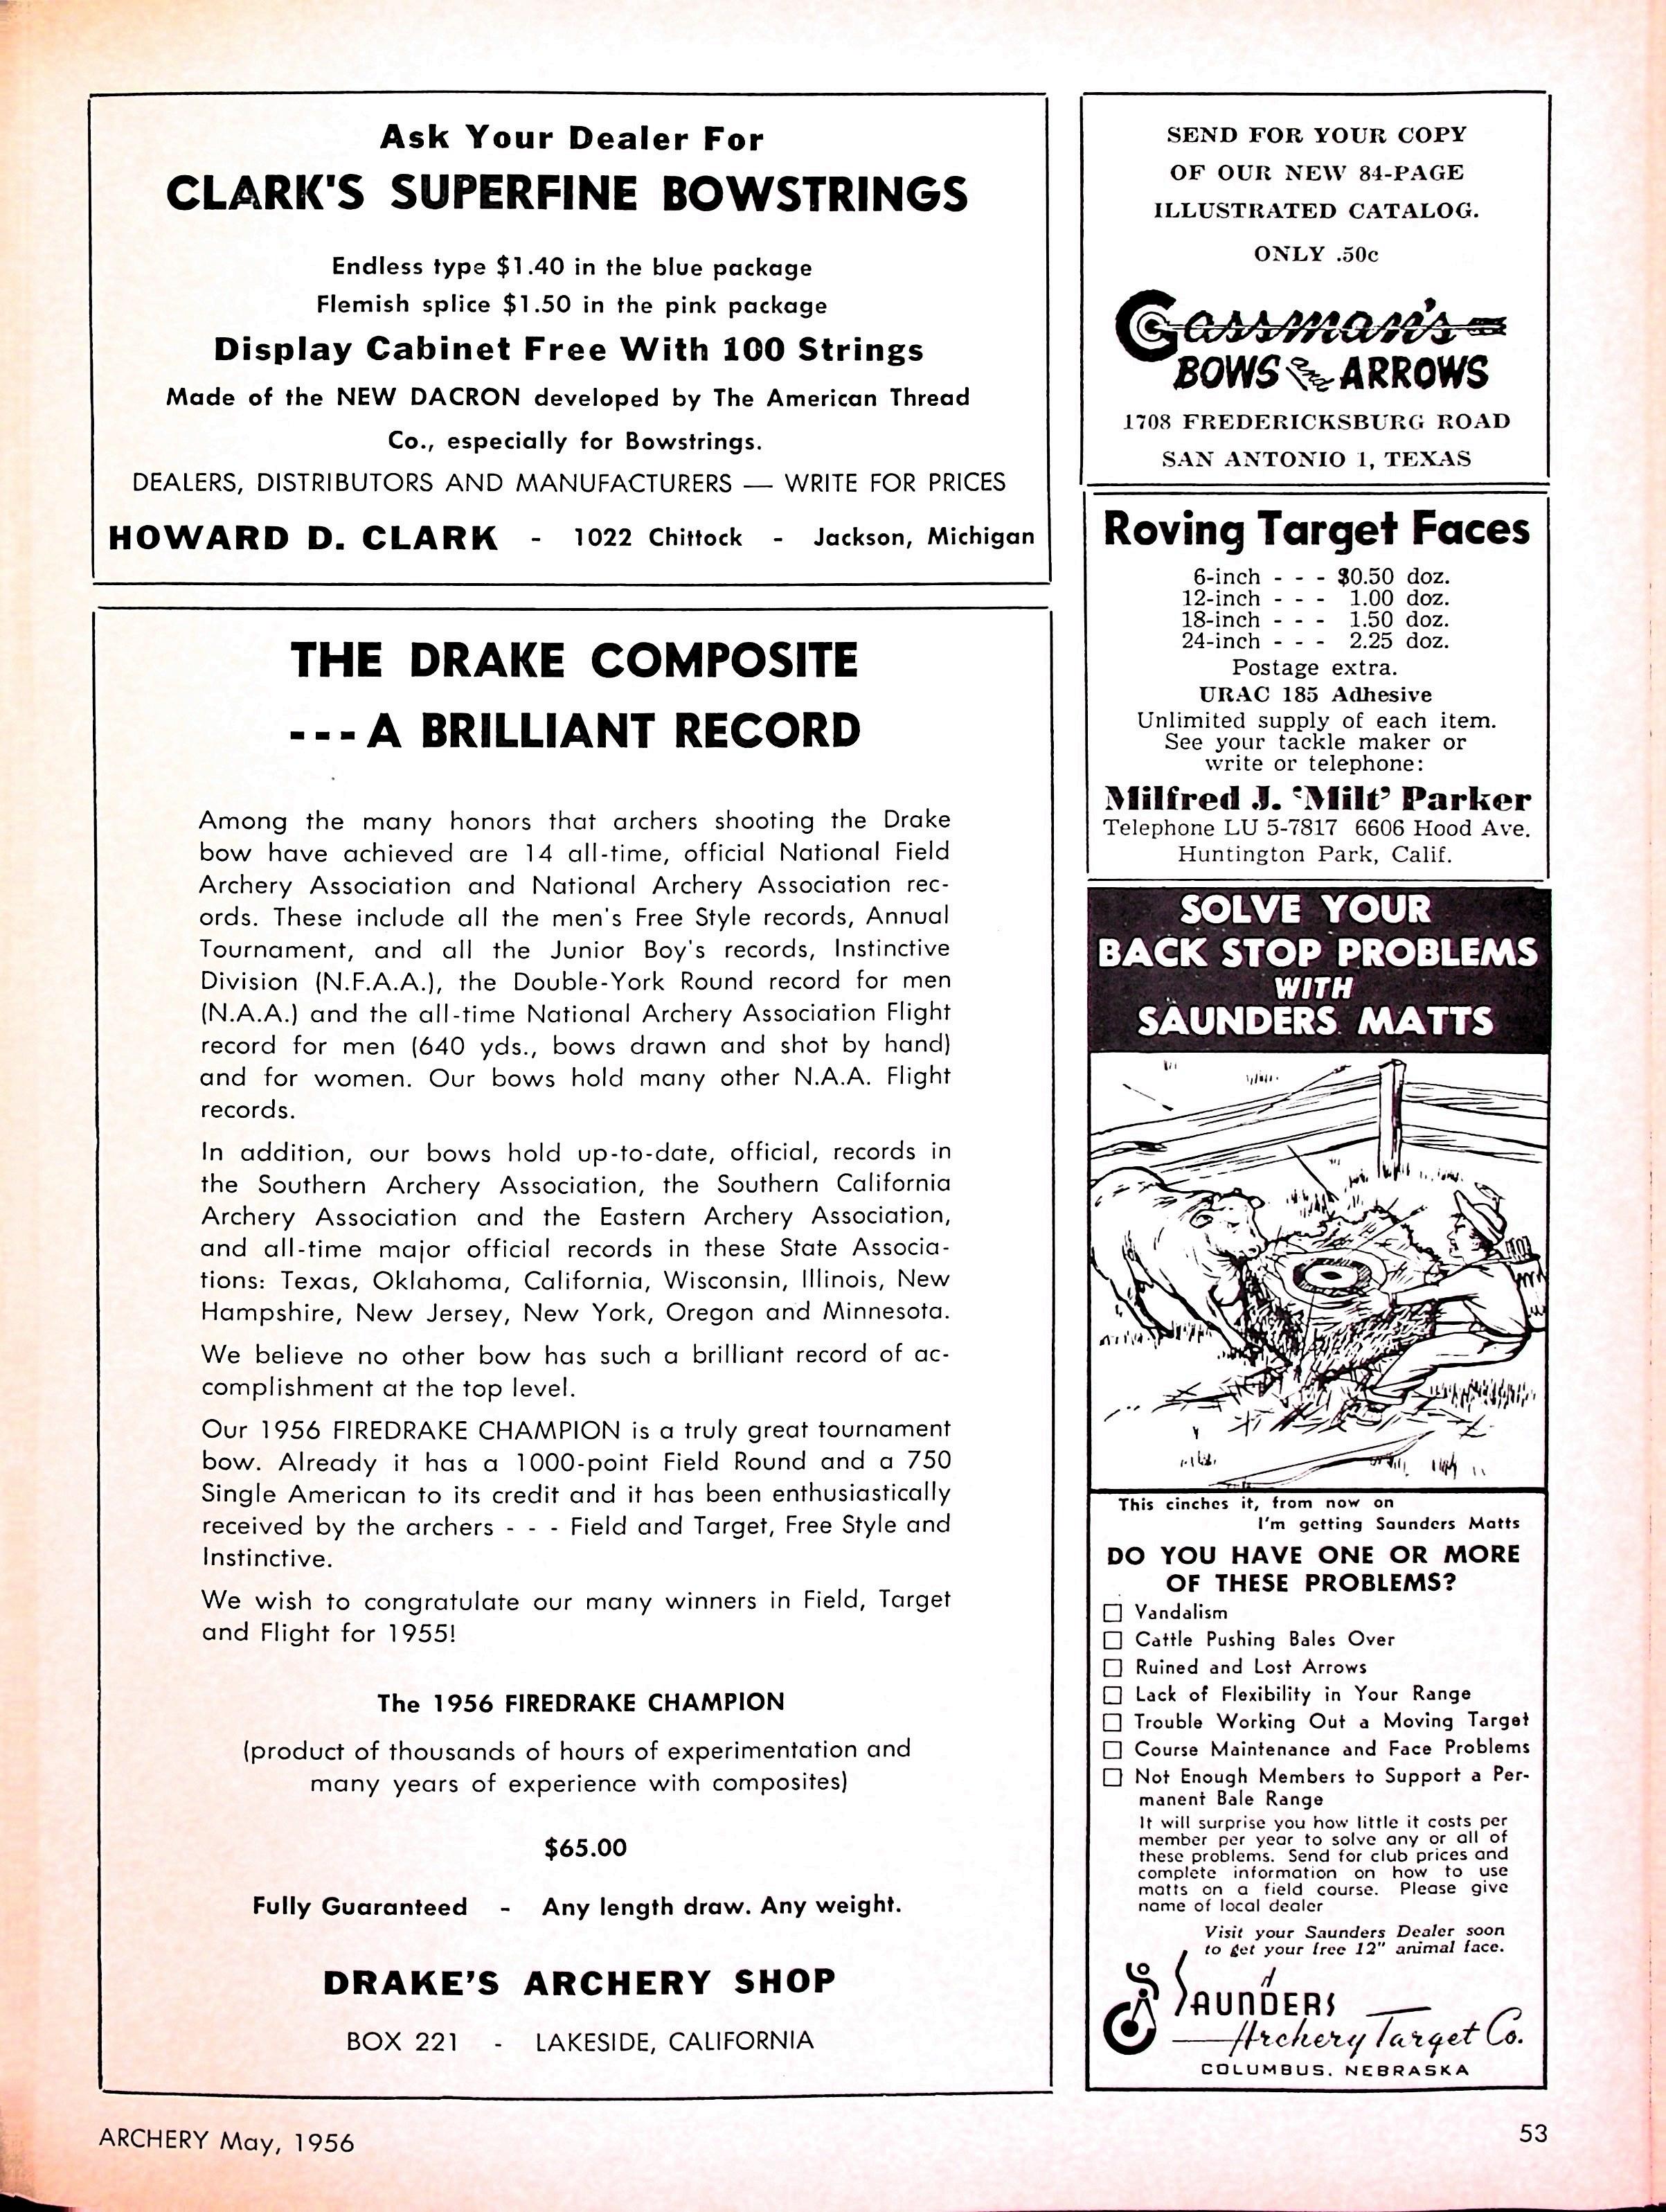 Ask Your Dealer For
CLARK'S SUPERFINE BOWSTRINGS
Endless type $1.40 in the blue package
Flemish splice $1.50 in the pink package
Display Cabinet Free With 100 Strings
Made of the NEW DACRON developed by The American Thread
Co., especially for Bowstrings.
DEALERS, DISTRIBUTORS AND MANUFACTURERS — WRITE FOR PRICES
HOWARD D. CLARK - 1022 Chittock - Jackson, Michigan
THE DRAKE COMPOSITE
---A BRILLIANT RECORD
Among the many honors that archers shooting the Drake
bow have achieved are 14 all-time, official National Field
Archery Association and National Archery Association rec-
ords. These include all the men's Free Style records, Annual
Tournament, and all the Junior Boy's records, Instinctive
Division (N.F.A.A.), the Double-York Round record for men
(N.A.A.) and the all-time National Archery Association Flight
record for men (640 yds., bows drawn and shot by hand)
and for women. Our bows hold many other N.A.A. Flight
records.
In addition, our bows hold up-to-date, official, records in
the Southern Archery Association, the Southern California
Archery Association and the Eastern Archery Association,
and all-time major official records in these State Associa-
tions: Texas, Oklahoma, California, Wisconsin, Illinois, New
Hampshire, New Jersey, New York, Oregon and Minnesota.
We believe no other bow has such a brilliant record of ac-
complishment at the top level.
Our 1956 FIREDRAKE CHAMPION is a truly great tournament
bow. Already it has a 1000-point Field Round and a 750
Single American to its credit and it has been enthusiastically
received by the archers - - - Field and Target, Free Style and
Instinctive.
We wish to congratulate our many winners in Field, Target
and Flight for 1955!
The 1956 FIREDRAKE CHAMPION
(product of thousands of hours of experimentation and
many years of experience with composites)
$65.00
Fully Guaranteed - Any length draw. Any weight.
DRAKE'S ARCHERY SHOP
BOX 221 - LAKESIDE, CALIFORNIA
SEND FOR YOUR COPY
OF OUR NEW 84-PAGE
ILLUSTRATED CATALOG.
ONLY .50c
Gassman's
BOWS and ARROWS
1708 FREDERICKSBURG ROAD
SAN ANTONIO 1, TEXAS
Roving Target Faces
6-inch - - - $0.50 doz.
12-inch - - - 1.00 doz.
18-inch - - - 1.50 doz.
24-inch - - - 2.25 doz.
Postage extra.
URAC 185 Adhesive
Unlimited supply of each item.
See your tackle maker or
write or telephone:
Milfred J. 'Milt' Parker
Telephone LU 5-7817 6606 Hood Ave.
Huntington Park, Calif.
SOLVE YOUR
BACK STOP PROBLEMS
WITH
SAUNDERS MATTS
This cinches it, from now on
I'm getting Saunders Matts
DO YOU HAVE ONE OR MORE
OF THESE PROBLEMS?
☐ Vandalism
☐ Cattle Pushing Bales Over
☐ Ruined and Lost Arrows
☐ Lack of Flexibility in Your Range
☐ Trouble Working Out a Moving Target
☐ Course Maintenance and Face Problems
☐ Not Enough Members to Support a Per-
manent Bale Range
It will surprise you how little it costs per
member per year to solve any or all of
these problems. Send for club prices and
complete information on how to use
matts on a field course. Please give
name of local dealer
Visit your Saunders Dealer soon
to get your free 12" animal face.
SAUNDERS
Archery Target Co.
COLUMBUS, NEBRASKA
ARCHERY May, 1956
53